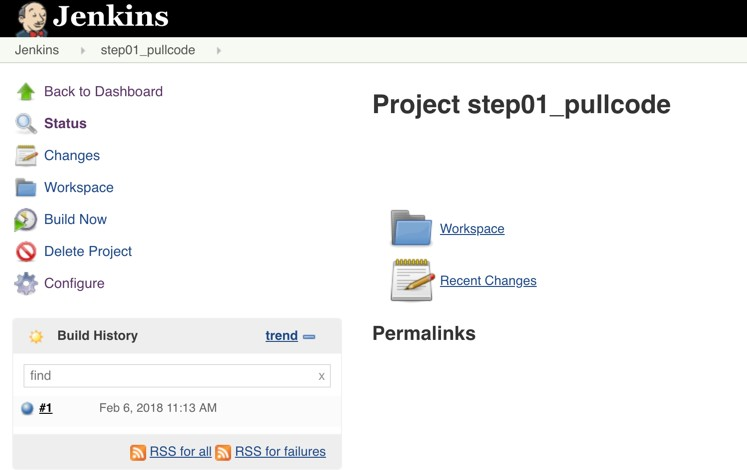 Jenkins
Jenkins step01_pullcode
Back to Dashboard
Status
Changes
Workspace
Build Now
Delete Project
Configure
Project step01_pullcode
Workspace
Recent Changes
Permalinks
Build History trend
find x
#1 Feb 6, 2018 11:13 AM
RSS for all RSS for failures